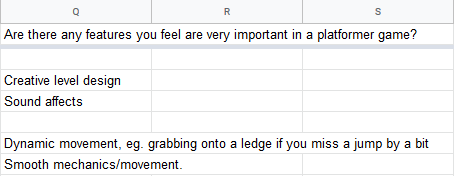 Q R S
Are there any features you feel are very important in a platformer game?
Creative level design
Sound affects
Dynamic movement, eg. grabbing onto a ledge if you miss a jump by a bit
Smooth mechanics/movement.